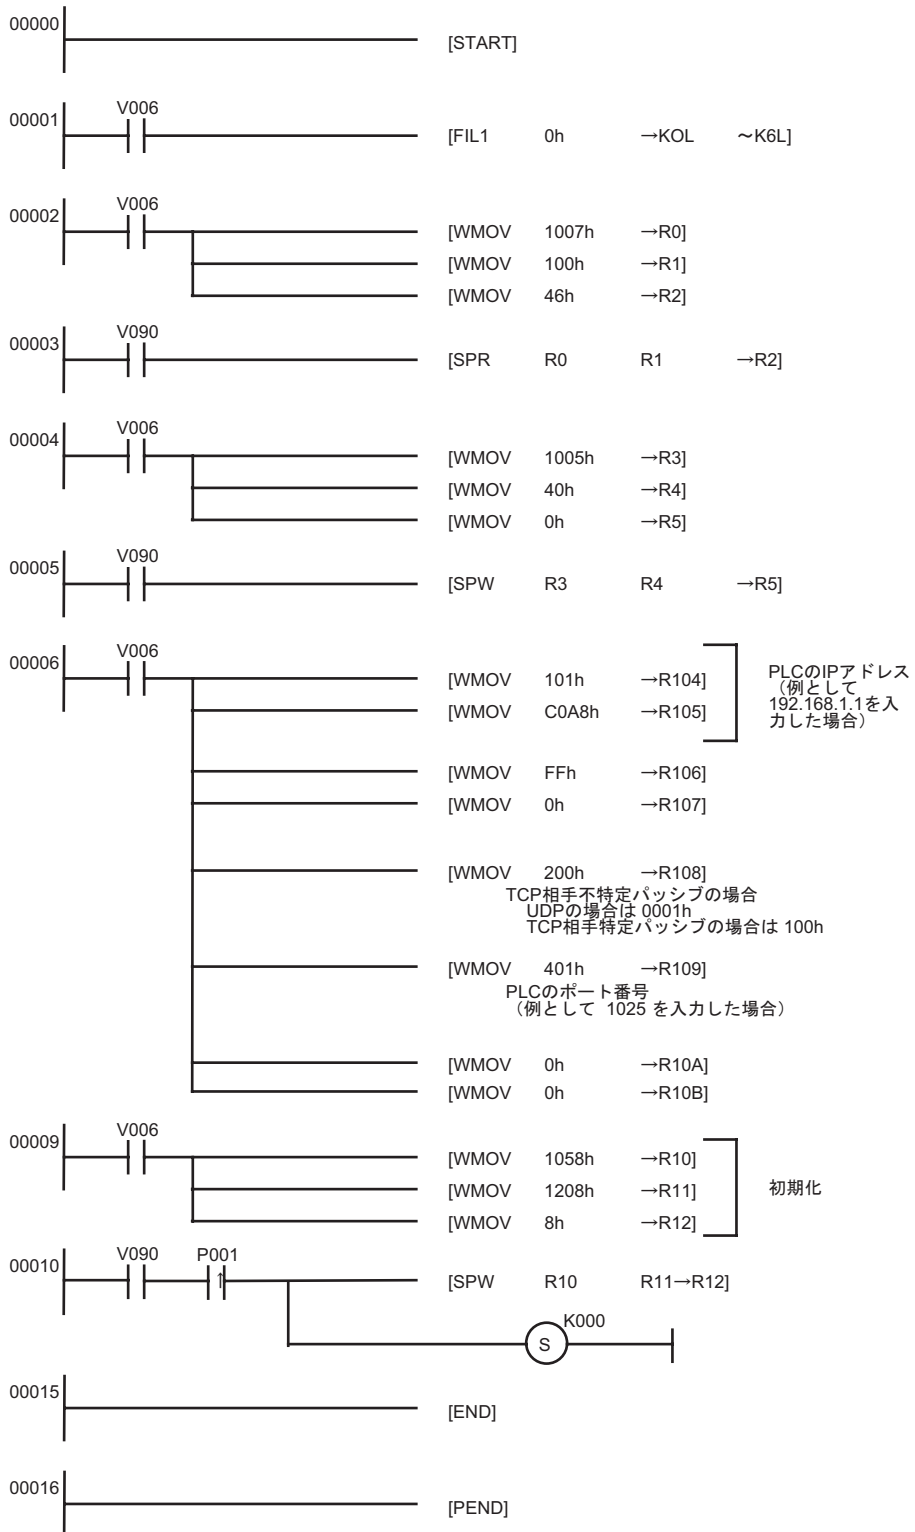 00000
[START]
00001
V006
[FIL1 0h →KOL ～K6L]
00002
V006
[WMOV 1007h →R0]
[WMOV 100h →R1]
[WMOV 46h →R2]
00003
V090
[SPR R0 R1 →R2]
00004
V006
[WMOV 1005h →R3]
[WMOV 40h →R4]
[WMOV 0h →R5]
00005
V090
[SPW R3 R4 →R5]
00006
V006
[WMOV 101h →R104]
[WMOV C0A8h →R105]
PLCのIPアドレス
（例として
192.168.1.1を入
力した場合）
[WMOV FFh →R106]
[WMOV 0h →R107]
[WMOV 200h →R108]
TCP相手不特定パッシブの場合
UDPの場合は 0001h
TCP相手特定パッシブの場合は 100h
[WMOV 401h →R109]
PLCのポート番号
（例として 1025 を入力した場合）
[WMOV 0h →R10A]
[WMOV 0h →R10B]
00009
V006
[WMOV 1058h →R10]
[WMOV 1208h →R11]
[WMOV 8h →R12]
初期化
00010
V090 P001
↑
[SPW R10 R11→R12]
K000
S
00015
[END]
00016
[PEND]